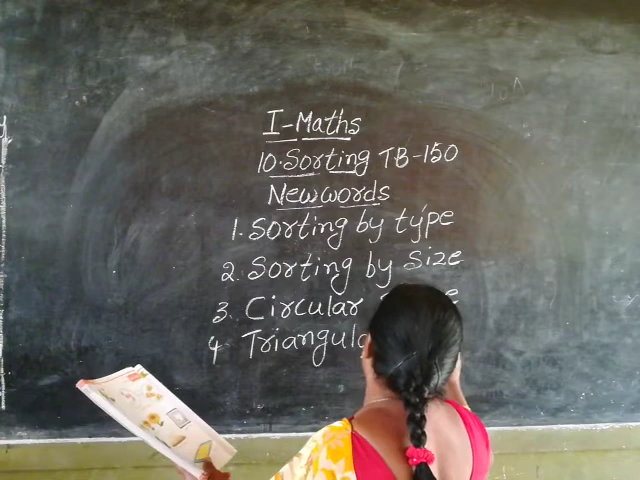 I-Maths
10. Sorting TB-150
New words
1. Sorting by type
2. Sorting by Size
3. Circular
4 Triangula